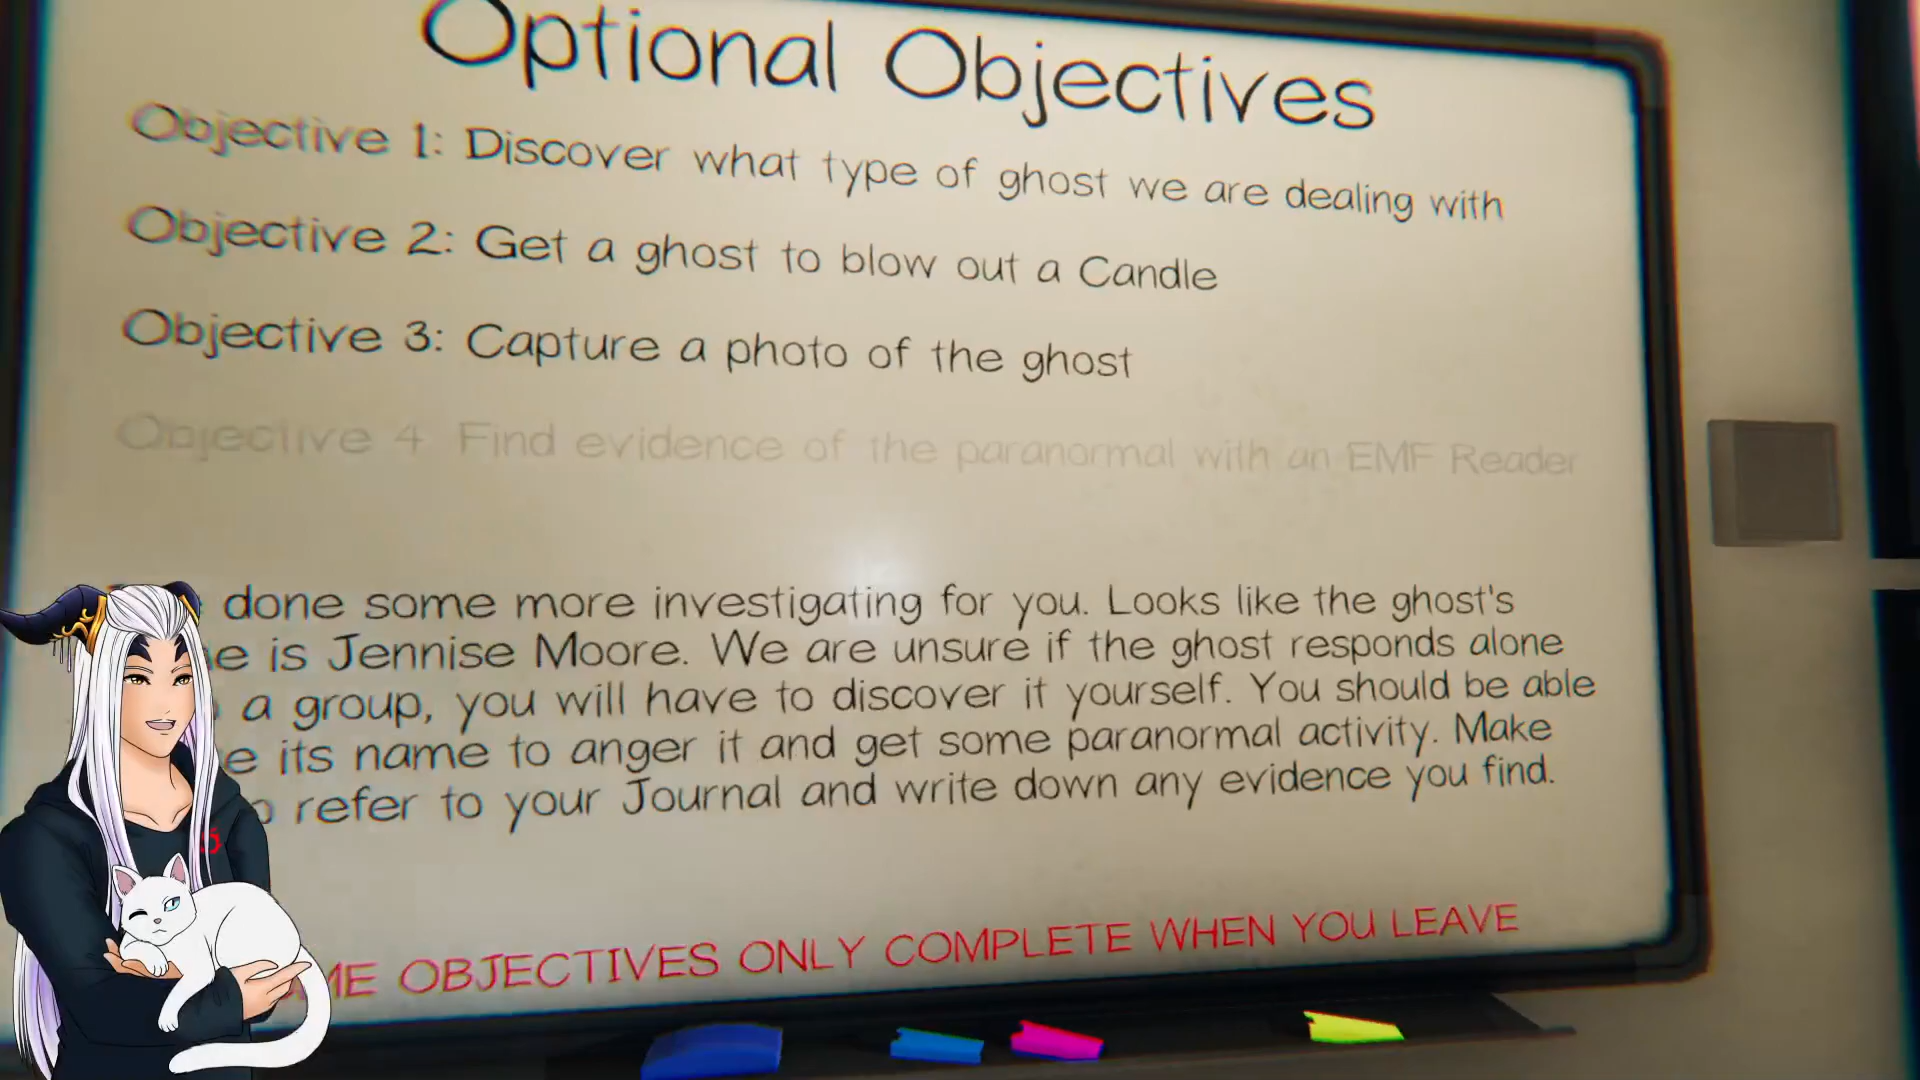 Optional Objectives
Objective 1: Discover what type of ghost we are dealing with
Objective 2: Get a ghost to blow out a Candle
Objective 3: Capture a photo of the ghost
Objective 4 Find evidence of the paranormal with an EMF Reader
done some more investigating for you. Looks like the ghost's
is Jennise Moore. We are unsure if the ghost responds alone
a group, you will have to discover it yourself. You should be able
its name to anger it and get some paranormal activity. Make
refer to your Journal and write down any evidence you find.
OBJECTIVES ONLY COMPLETE WHEN YOU LEAVE